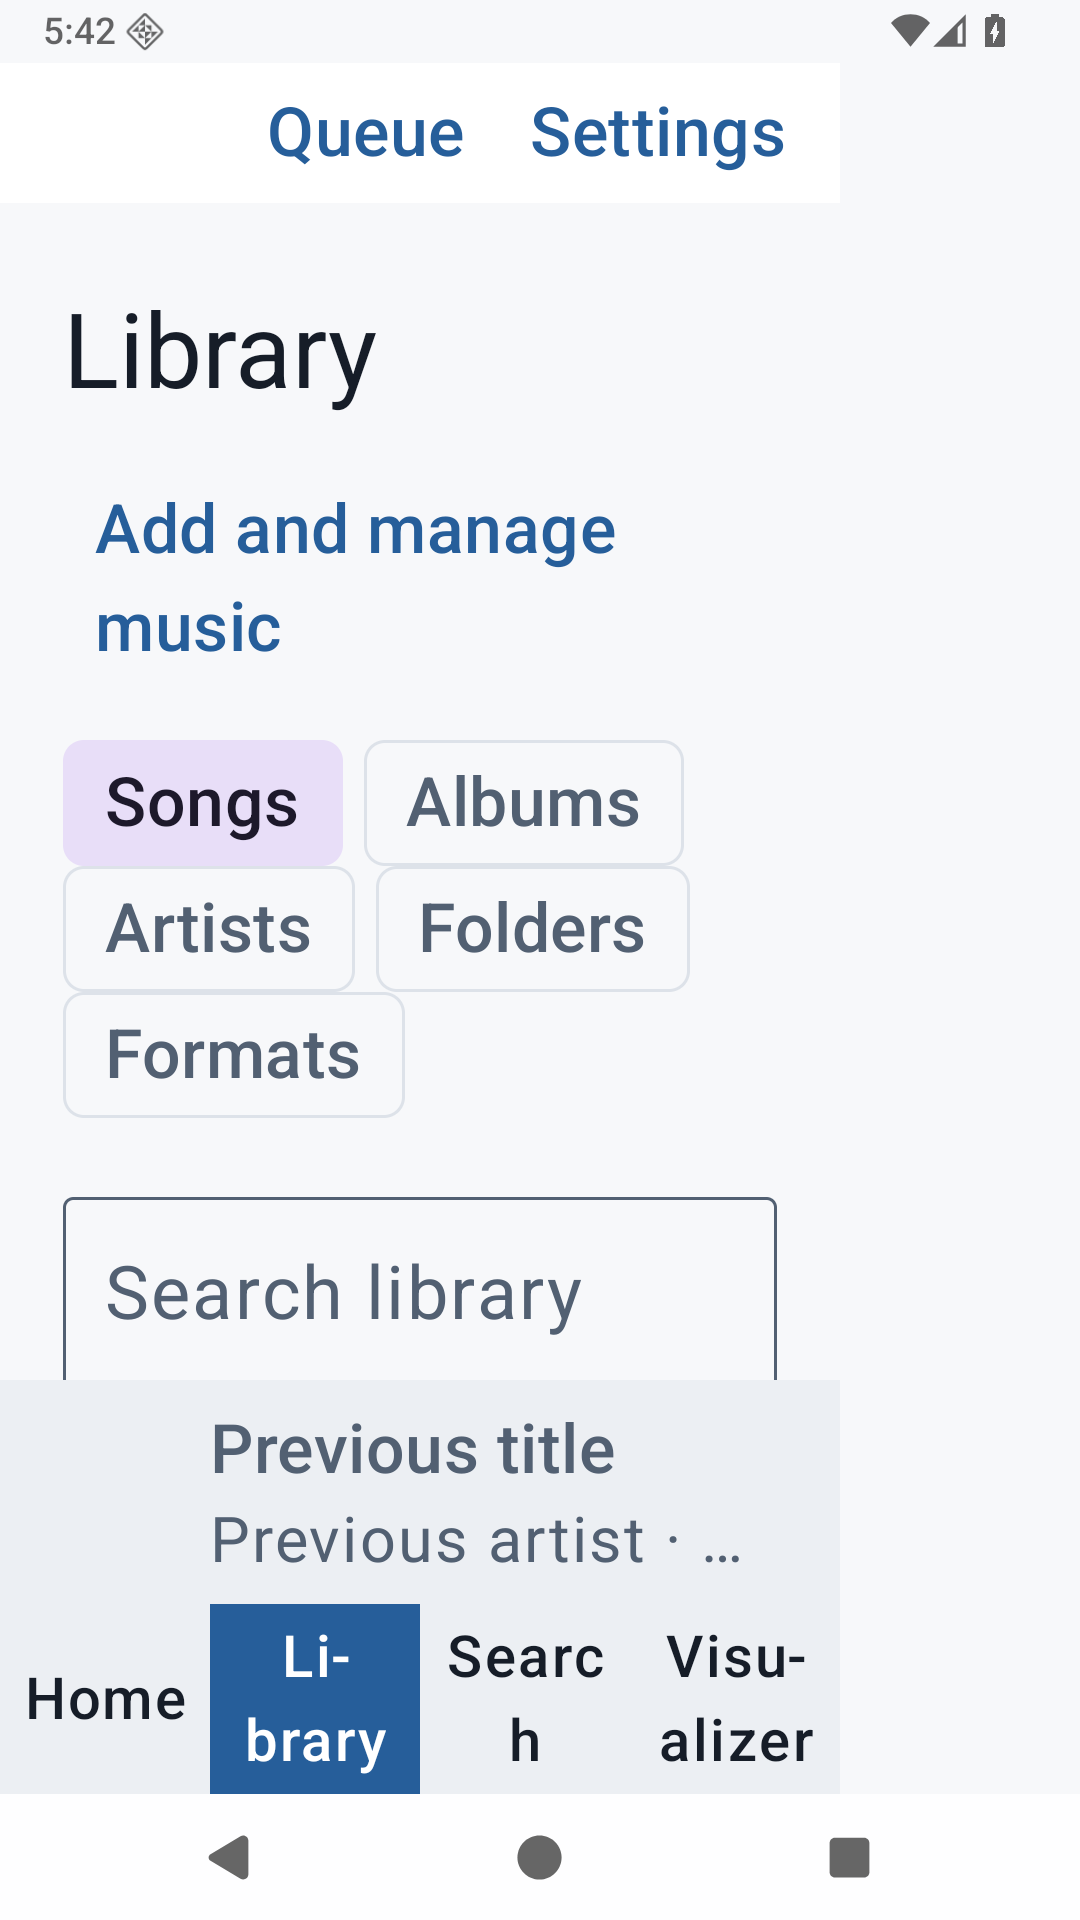 5:42
Queue Settings
Library
Add and manage
music
Songs Albums
Artists Folders
Formats
Search library
Previous title
Previous artist · …
Home
Li-
brary
Searc
h
Visu-
alizer